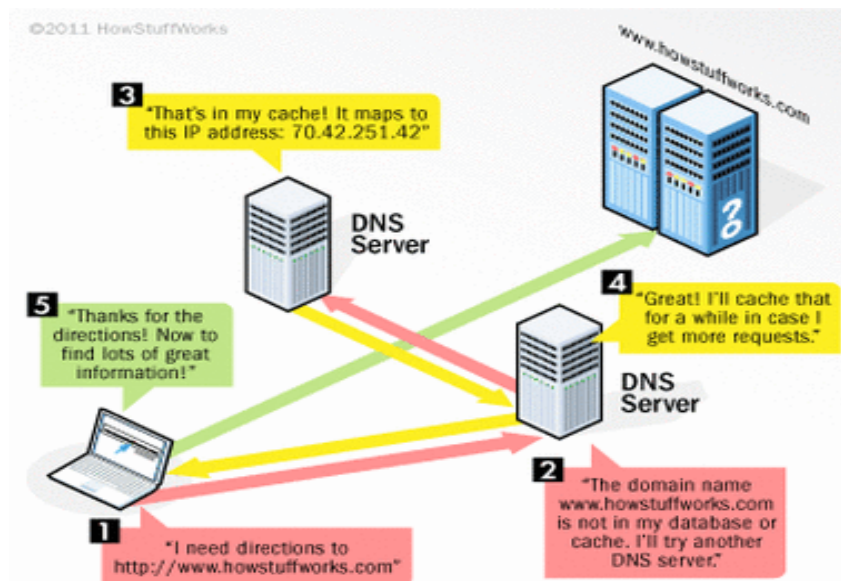 ©2011 HowStuffWorks
www.howstuffworks.com
3
"That's in my cache! It maps to
this IP address: 70.42.251.42"
DNS
Server
4
"Great! I'll cache that
for a while in case I
get more requests."
5
"Thanks for the
directions! Now to
find lots of great
information!"
DNS
Server
2
"The domain name
www.howstuffworks.com
is not in my database or
cache. I'll try another
DNS server."
1
"I need directions to
http://www.howstuffworks.com"
?